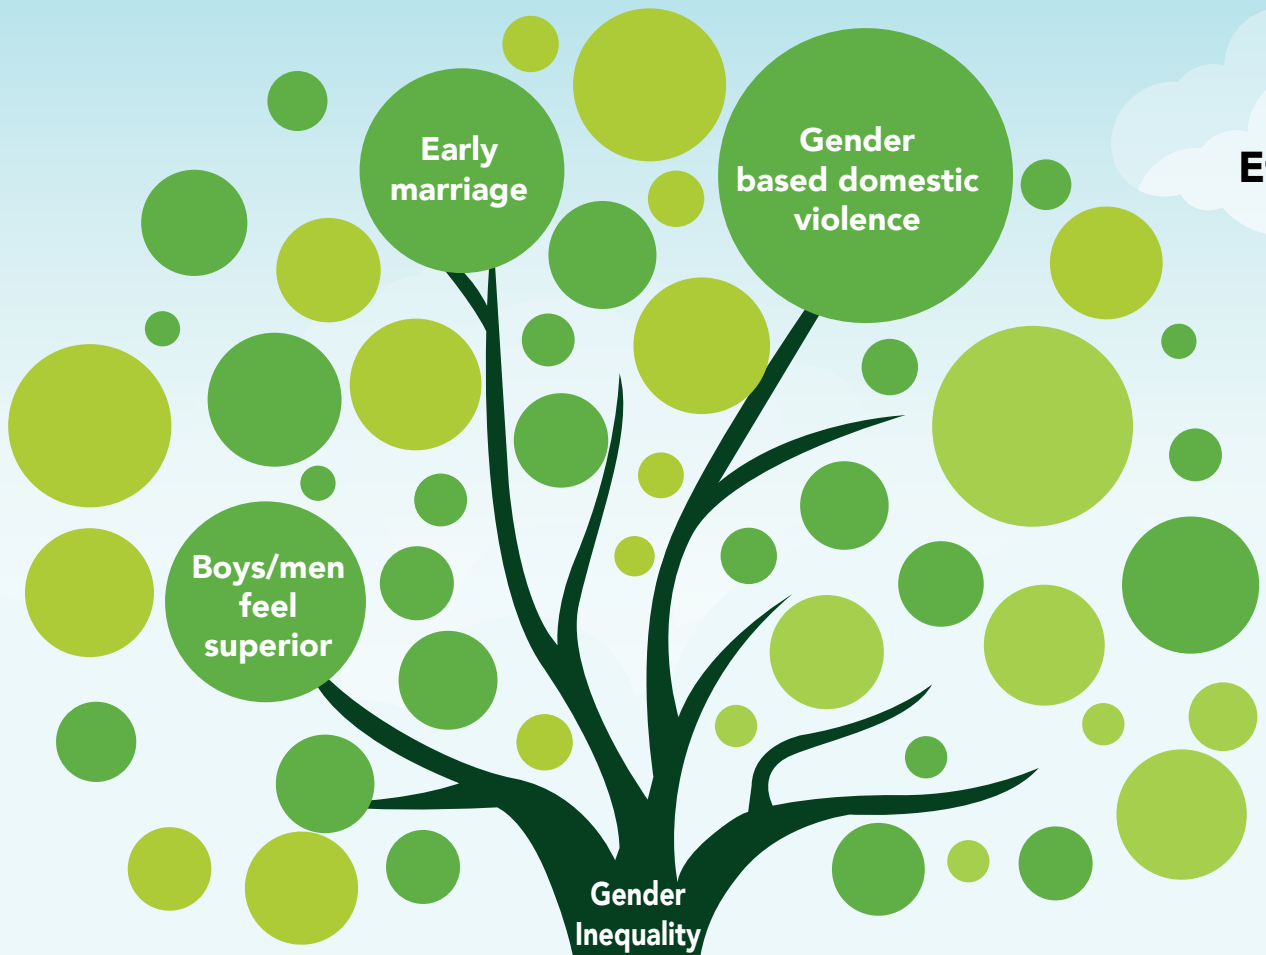 Early
marriage
Gender
based domestic
violence
Boys/men
feel
superior
Gender
Inequality